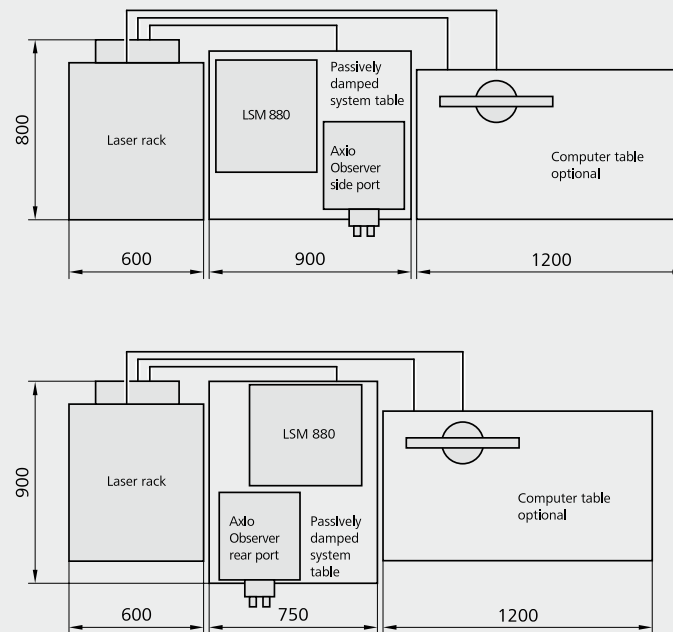 800
Laser rack
LSM 880
Passively
damped
system table
Axio
Observer
side port
Computer table
optional
600
900
1200
900
Laser rack
LSM 880
Axio
Observer
rear port
Passively
damped
system
table
Computer table
optional
600
750
1200